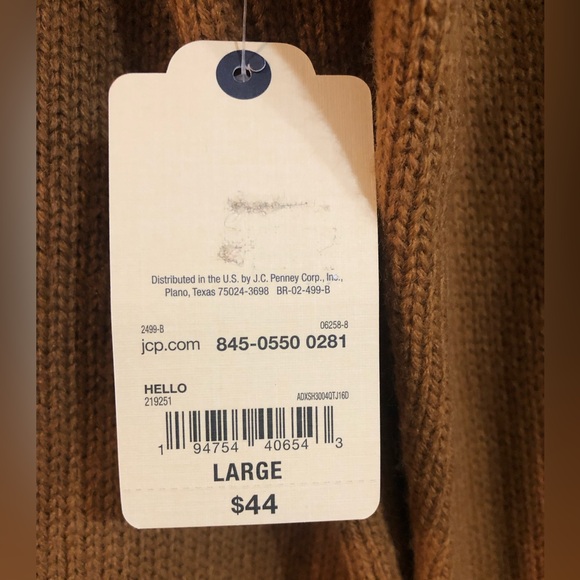 Distributed in the U.S. by J.C. Penney Corp., Inc.,
Plano, Texas 75024-3698 BR-02-499-B
2499-B 06258-8
jcp.com 845-0550 0281
HELLO
219251 ADXSH3004QTJ16D
1 94754 40654 3
LARGE
$44